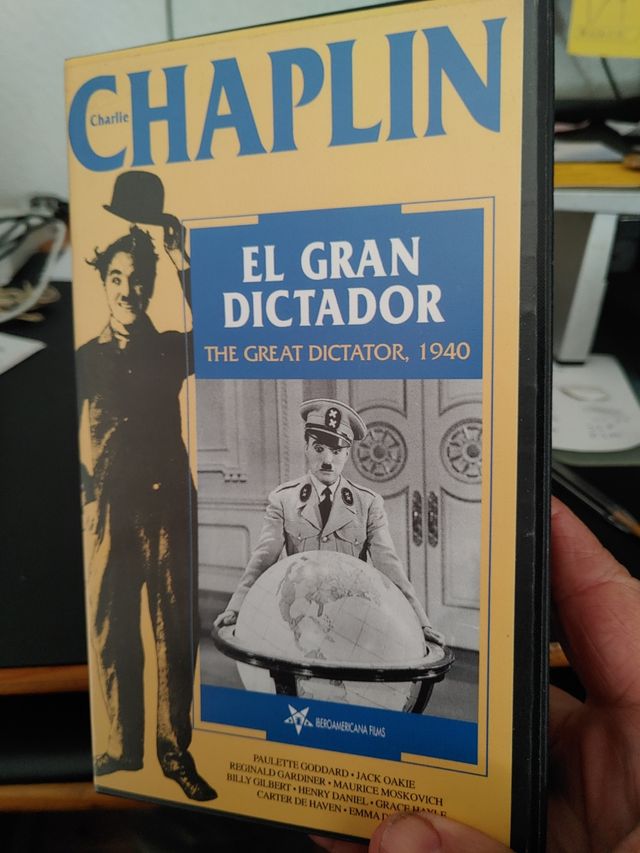 Charlie
CHAPLIN
EL GRAN
DICTADOR
THE GREAT DICTATOR, 1940
IBEROAMERICANA FILMS
PAULETTE GODDARD · JACK OAKIE
REGINALD GARDINER · MAURICE MOSKOVICH
BILLY GILBERT · HENRY DANIEL · GRACE HAYLE
CARTER DE HAVEN · EMMA